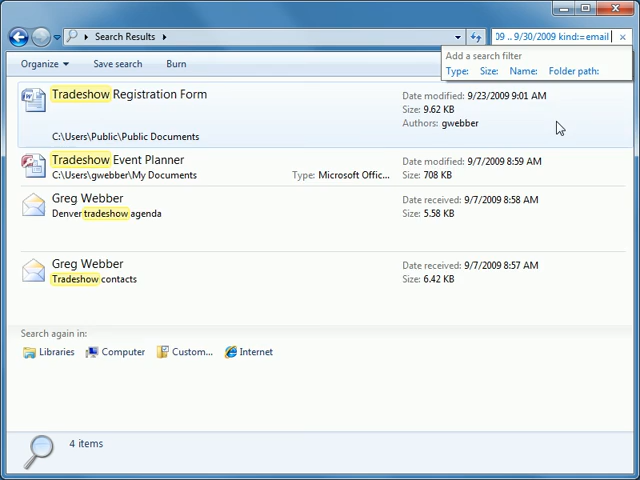 Search Results
09 .. 9/30/2009 kind:=email
Organize
Save search
Burn
Add a search filter
Type: Size: Name: Folder path:
Tradeshow Registration Form
C:\Users\Public\Public Documents
Date modified: 9/23/2009 9:01 AM
Size: 9.62 KB
Authors: gwebber
Tradeshow Event Planner
C:\Users\gwebber\My Documents
Type: Microsoft Offic...
Date modified: 9/7/2009 8:59 AM
Size: 708 KB
Greg Webber
Denver tradeshow agenda
Date received: 9/7/2009 8:58 AM
Size: 5.58 KB
Greg Webber
Tradeshow contacts
Date received: 9/7/2009 8:57 AM
Size: 6.42 KB
Search again in:
Libraries
Computer
Custom...
Internet
4 items